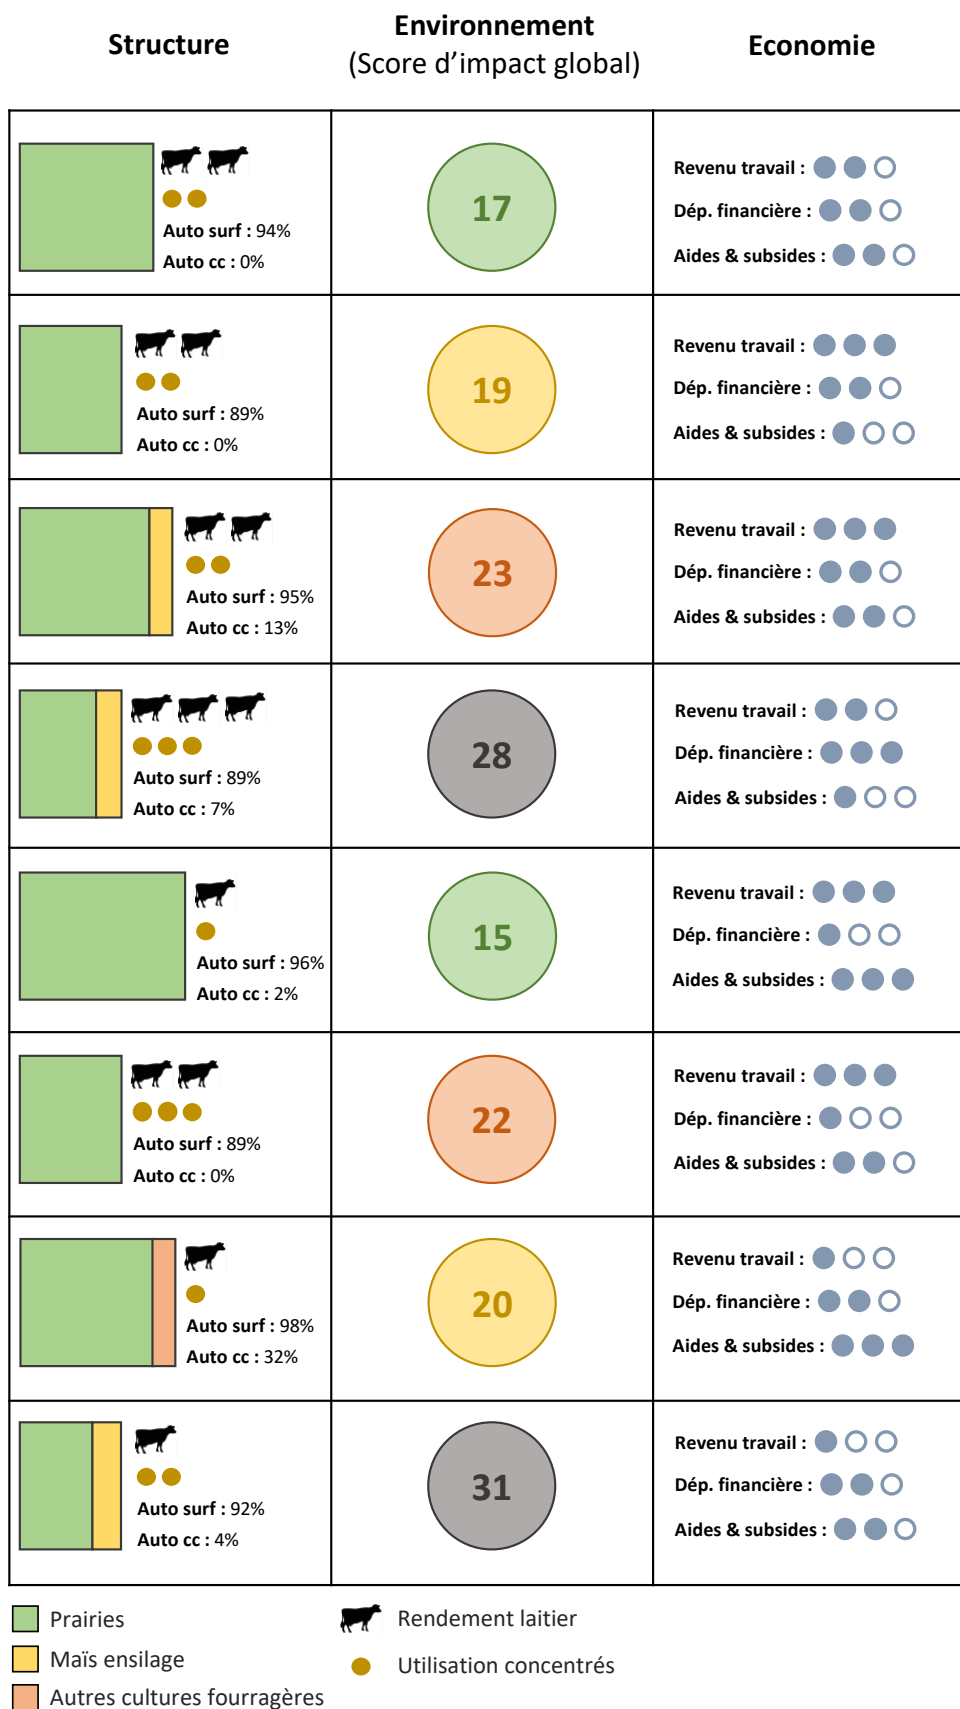 Structure
Environnement
(Score d'impact global)
Economie
Auto surf : 94%
Auto cc : 0%
17
Revenu travail :
Dép. financière :
Aides & subsides :
Auto surf : 89%
Auto cc : 0%
19
Revenu travail :
Dép. financière :
Aides & subsides :
Auto surf : 95%
Auto cc : 13%
23
Revenu travail :
Dép. financière :
Aides & subsides :
Auto surf : 89%
Auto cc : 7%
28
Revenu travail :
Dép. financière :
Aides & subsides :
Auto surf : 96%
Auto cc : 2%
15
Revenu travail :
Dép. financière :
Aides & subsides :
Auto surf : 89%
Auto cc : 0%
22
Revenu travail :
Dép. financière :
Aides & subsides :
Auto surf : 98%
Auto cc : 32%
20
Revenu travail :
Dép. financière :
Aides & subsides :
Auto surf : 92%
Auto cc : 4%
31
Revenu travail :
Dép. financière :
Aides & subsides :
Prairies
Maïs ensilage
Autres cultures fourragères
Rendement laitier
Utilisation concentrés